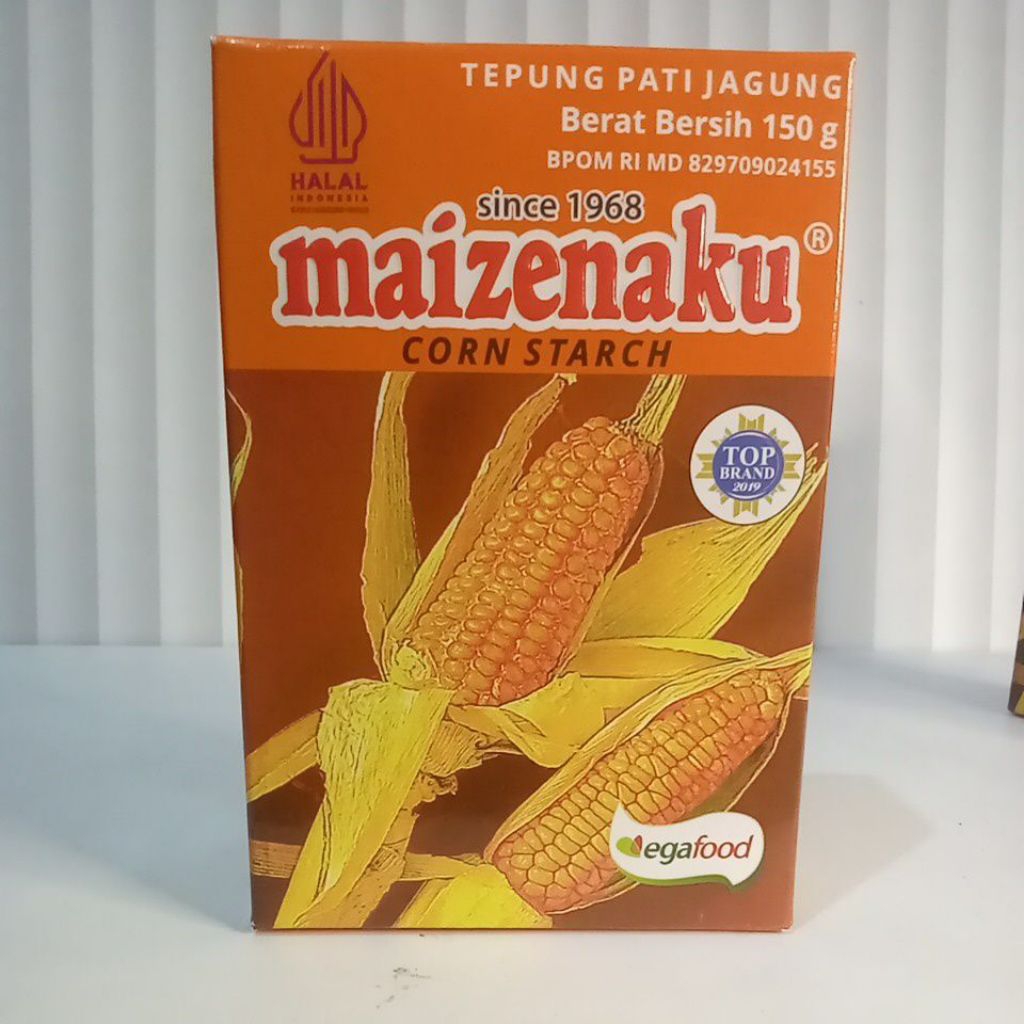 TEPUNG PATI JAGUNG
Berat Bersih 150 g
BPOM RI MD 829709024155
HALAL
INDONESIA
since 1968
maizenaku®
CORN STARCH
TOP
BRAND
2019
egafood